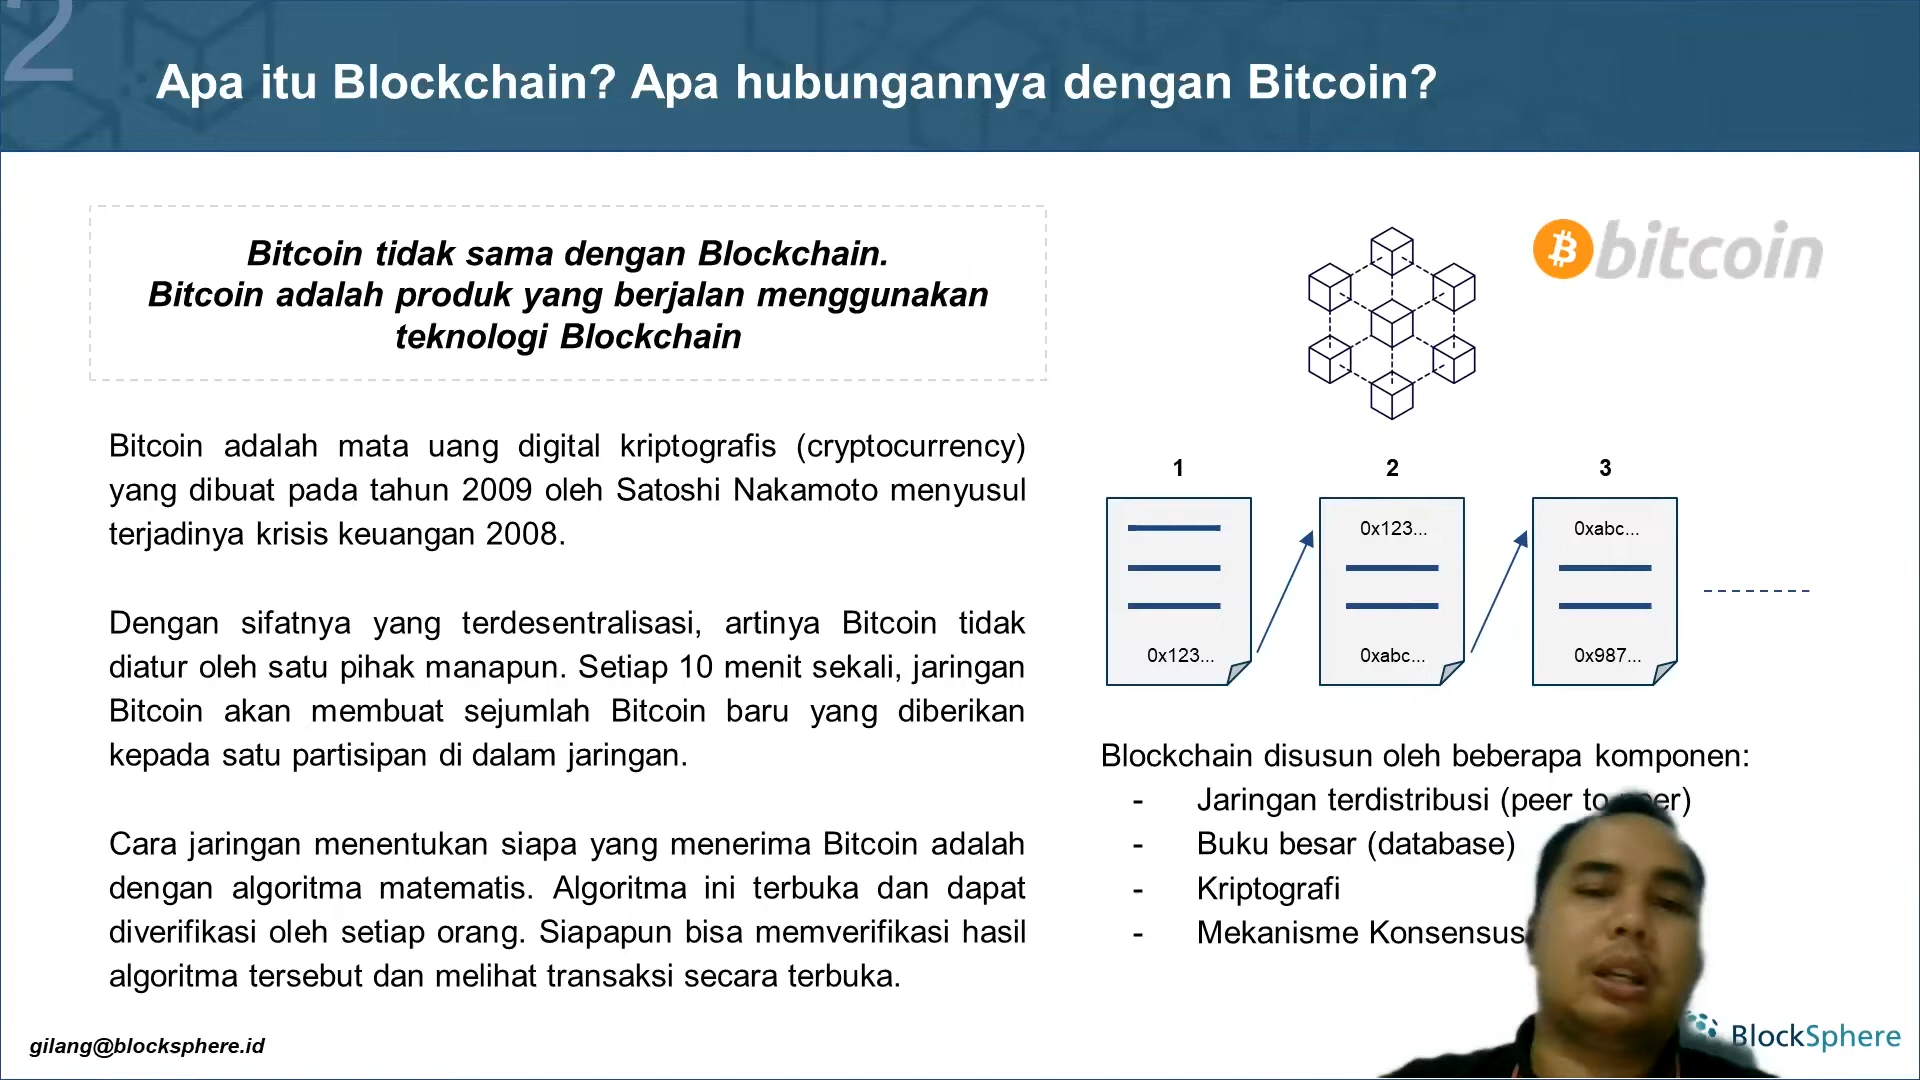 2
Apa itu Blockchain? Apa hubungannya dengan Bitcoin?
Bitcoin tidak sama dengan Blockchain.
Bitcoin adalah produk yang berjalan menggunakan
teknologi Blockchain
Bitcoin adalah mata uang digital kriptografis (cryptocurrency)
yang dibuat pada tahun 2009 oleh Satoshi Nakamoto menyusul
terjadinya krisis keuangan 2008.
Dengan sifatnya yang terdesentralisasi, artinya Bitcoin tidak
diatur oleh satu pihak manapun. Setiap 10 menit sekali, jaringan
Bitcoin akan membuat sejumlah Bitcoin baru yang diberikan
kepada satu partisipan di dalam jaringan.
Cara jaringan menentukan siapa yang menerima Bitcoin adalah
dengan algoritma matematis. Algoritma ini terbuka dan dapat
diverifikasi oleh setiap orang. Siapapun bisa memverifikasi hasil
algoritma tersebut dan melihat transaksi secara terbuka.
bitcoin
1 2 3
0x123... 0xabc...
0x123... 0xabc... 0x987...
Blockchain disusun oleh beberapa komponen:
- Jaringan terdistribusi (peer to peer)
- Buku besar (database)
- Kriptografi
- Mekanisme Konsensus
gilang@blocksphere.id
BlockSphere